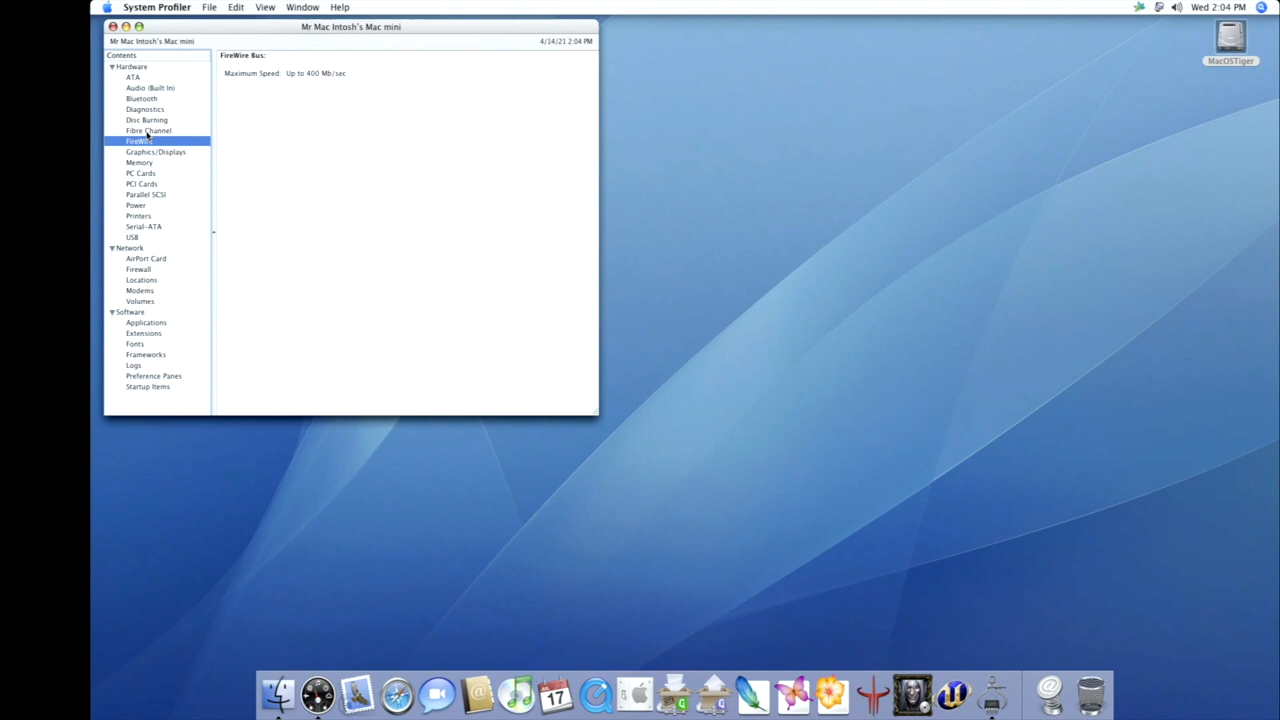 System Profiler File Edit View Window Help Wed 2:04 PM
Mr Mac Intosh's Mac mini
Mr Mac Intosh's Mac mini 4/14/21 2:04 PM
Contents
Hardware
ATA
Audio (Built In)
Bluetooth
Diagnostics
Disc Burning
Fibre Channel
FireWire
Graphics/Displays
Memory
PC Cards
PCI Cards
Parallel SCSI
Power
Printers
Serial-ATA
USB
Network
AirPort Card
Firewall
Locations
Modems
Volumes
Software
Applications
Extensions
Fonts
Frameworks
Logs
Preference Panes
Startup Items
FireWire Bus:
Maximum Speed: Up to 400 Mb/sec
MacOSTiger
17